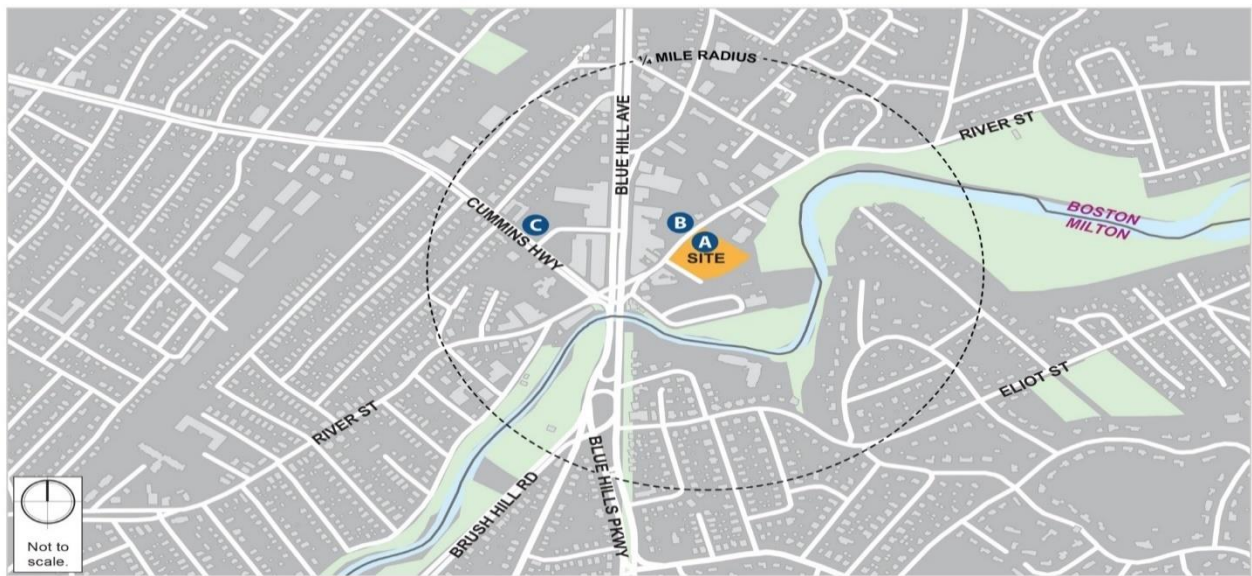 ¼ MILE RADIUS
BLUE HILL AVE
RIVER ST
CUMMINS HWY
C
B
A
SITE
BOSTON
MILTON
ELIOT ST
RIVER ST
BLUE HILLS PKWY
BRUSH HILL RD
Not to
scale.